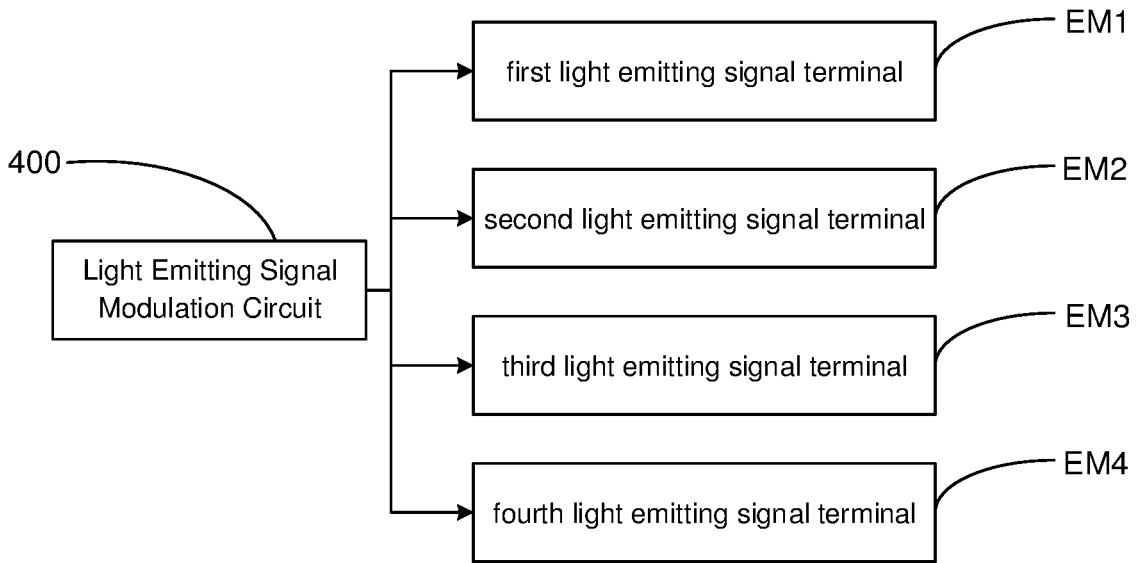 EM1
first light emitting signal terminal
400
EM2
second light emitting signal terminal
Light Emitting Signal
Modulation Circuit
EM3
third light emitting signal terminal
EM4
fourth light emitting signal terminal